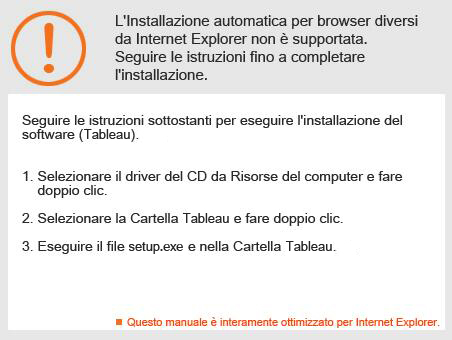 L'Installazione automatica per browser diversi
da Internet Explorer non è supportata.
Seguire le istruzioni fino a completare
l'installazione.
Seguire le istruzioni sottostanti per eseguire l'installazione del
software (Tableau).
1. Selezionare il driver del CD da Risorse del computer e fare
doppio clic.
2. Selezionare la Cartella Tableau e fare doppio clic.
3. Eseguire il file setup.exe e nella Cartella Tableau.
Questo manuale è interamente ottimizzato per Internet Explorer.